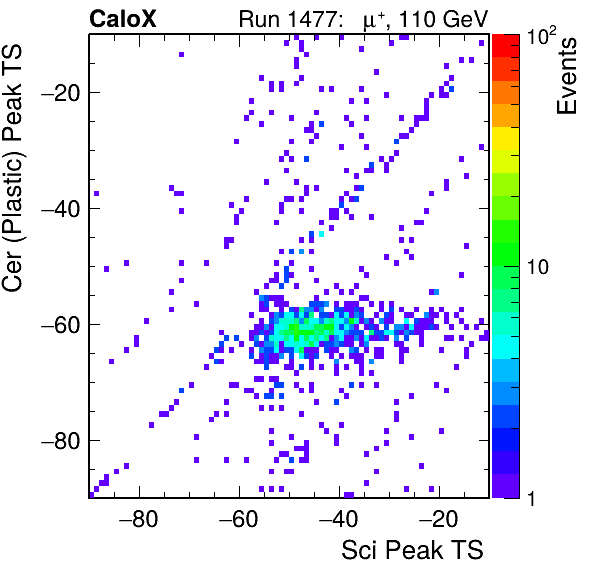 CaloX Run 1477: μ⁺, 110 GeV
Cer (Plastic) Peak TS
−20
−40
−60
−80
−80 −60 −40 −20
Sci Peak TS
10²
10
1
Events